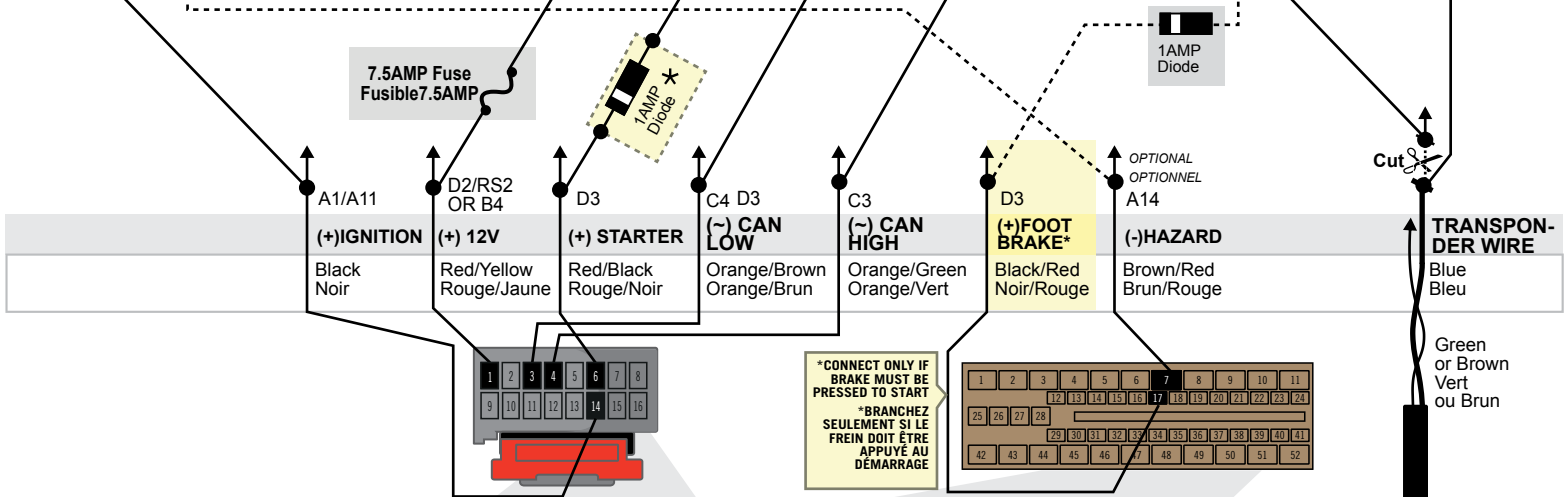 1AMP
Diode
7.5AMP Fuse
Fusible7.5AMP
1AMP
Diode
*
Cut
OPTIONAL
OPTIONNEL
A1/A11
D2/RS2
OR B4
D3
C4 D3
C3
D3
A14
(+)IGNITION
(+) 12V
(+) STARTER
(~) CAN
LOW
(~) CAN
HIGH
(+)FOOT
BRAKE*
(-)HAZARD
TRANSPON-
DER WIRE
Black
Noir
Red/Yellow
Rouge/Jaune
Red/Black
Rouge/Noir
Orange/Brown
Orange/Brun
Orange/Green
Orange/Vert
Black/Red
Noir/Rouge
Brown/Red
Brun/Rouge
Blue
Bleu
Green
or Brown
Vert
ou Brun
1 2 3 4 5 6 7 8
9 10 11 12 13 14 15 16
*CONNECT ONLY IF
BRAKE MUST BE
PRESSED TO START
*BRANCHEZ
SEULEMENT SI LE
FREIN DOIT ÊTRE
APPUYÉ AU
DÉMARRAGE
1 2 3 4 5 6 7 8 9 10 11
12 13 14 15 16 17 18 19 20 21 22 23 24
25 26 27 28
29 30 31 32 33 34 35 36 37 38 39 40 41
42 43 44 45 46 47 48 49 50 51 52